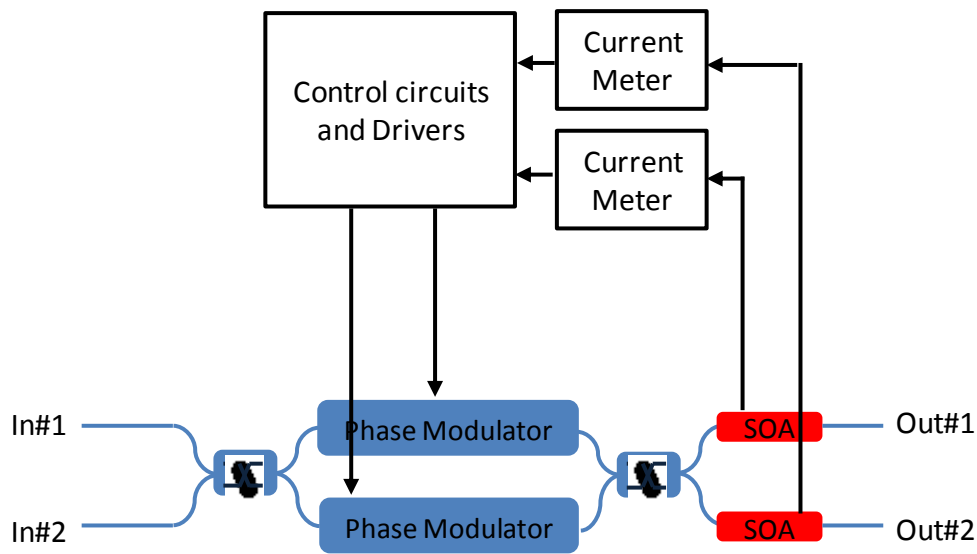 Current
Meter
Control circuits
and Drivers
Current
Meter
In#1
Phase Modulator
SOA
Out#1
In#2
Phase Modulator
SOA
Out#2